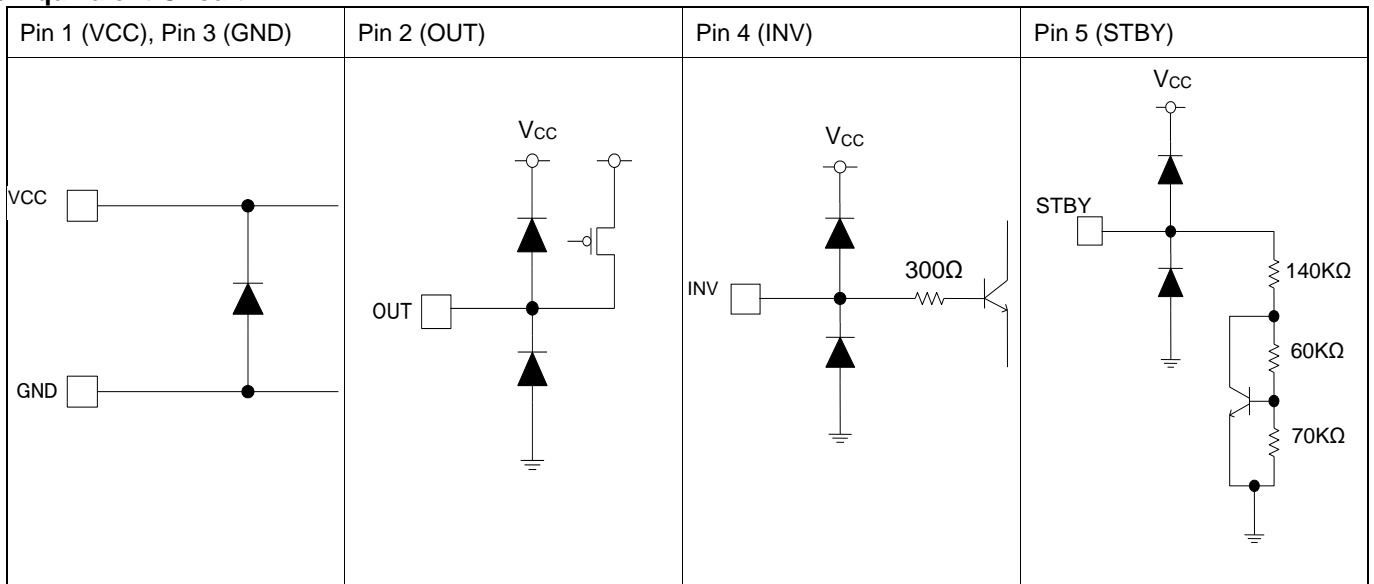 Pin 1 (VCC), Pin 3 (GND)
Pin 2 (OUT)
Pin 4 (INV)
Pin 5 (STBY)
VCC
GND
VCC
OUT
VCC
INV
300Ω
VCC
STBY
140KΩ
60KΩ
70KΩ